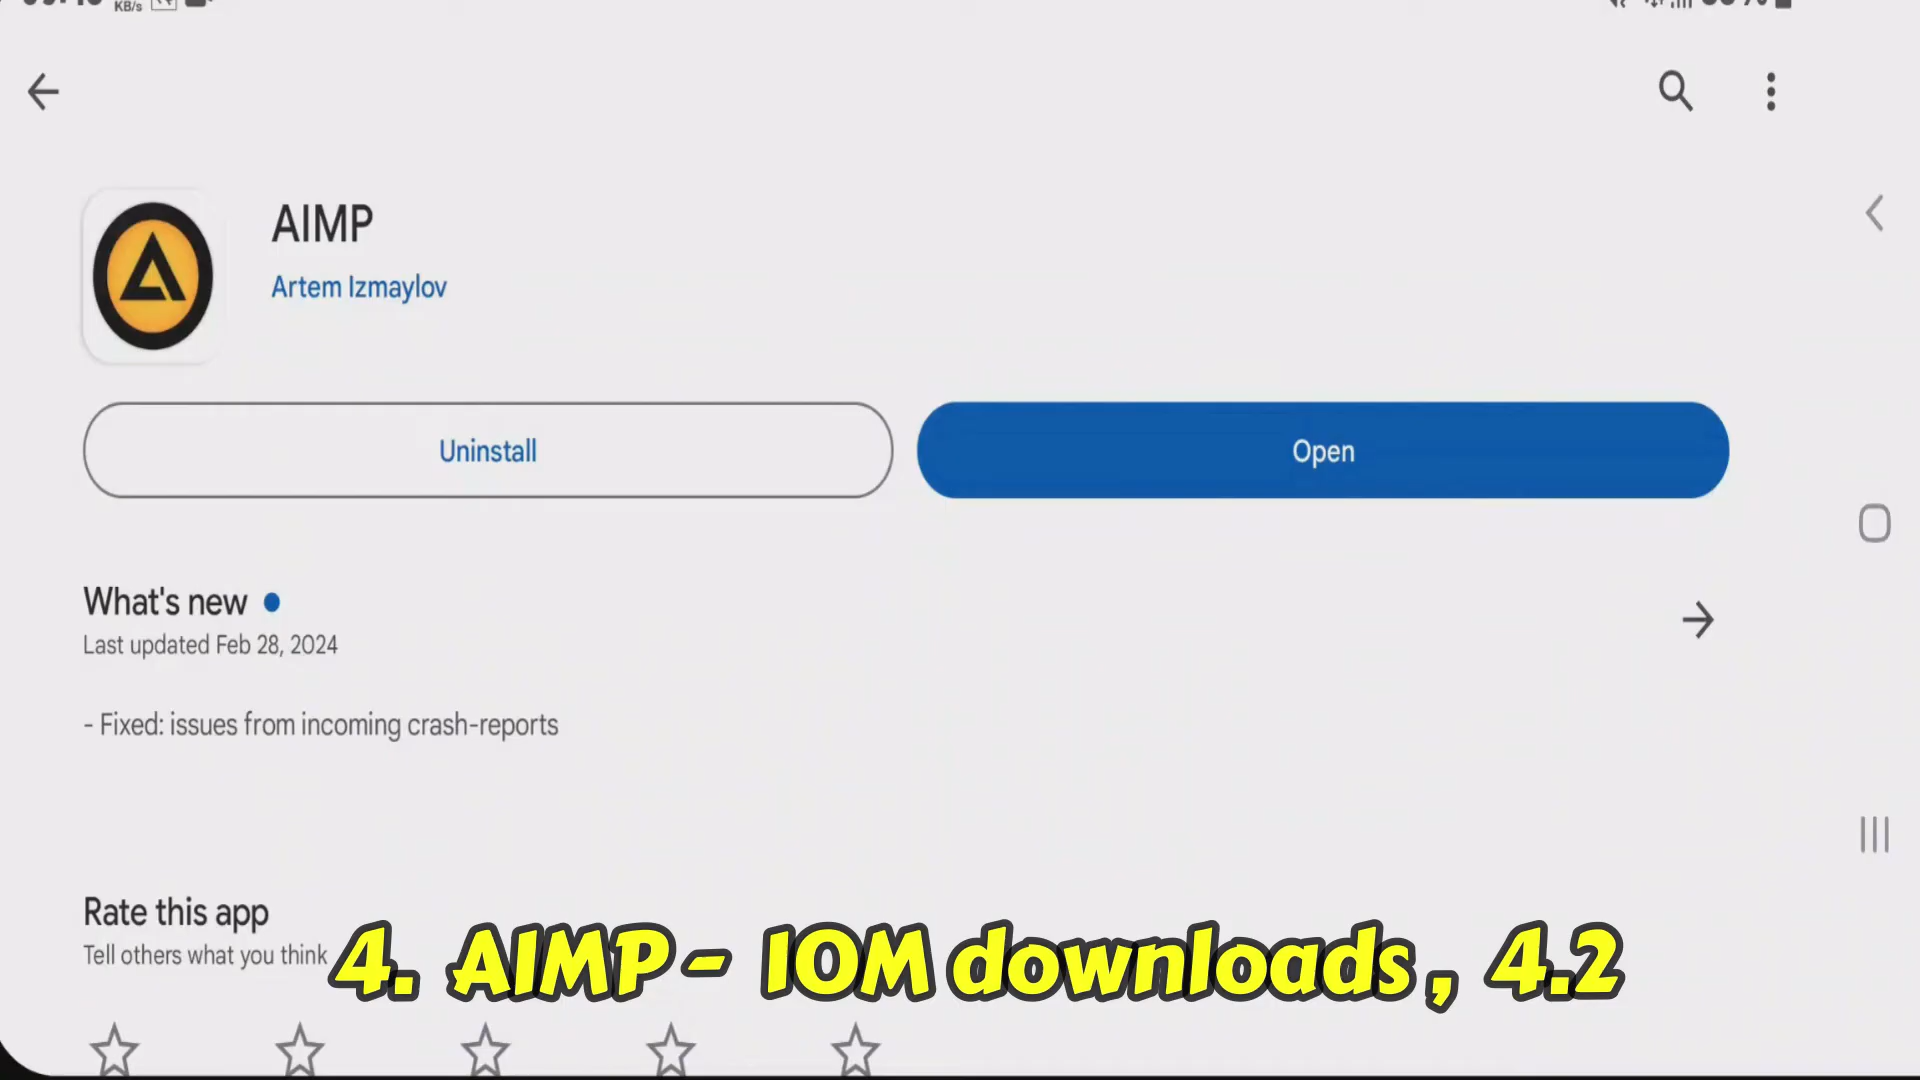 KB/s
AIMP
Artem Izmaylov
Uninstall
Open
What's new
Last updated Feb 28, 2024
- Fixed: issues from incoming crash-reports
Rate this app
Tell others what you think
4. AIMP - 10M downloads, 4.2